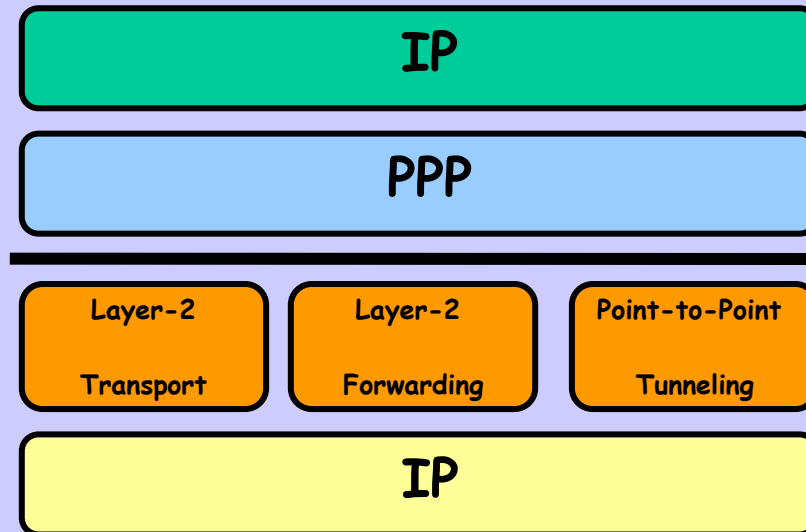 IP
PPP
Layer-2
Transport
Layer-2
Forwarding
Point-to-Point
Tunneling
IP